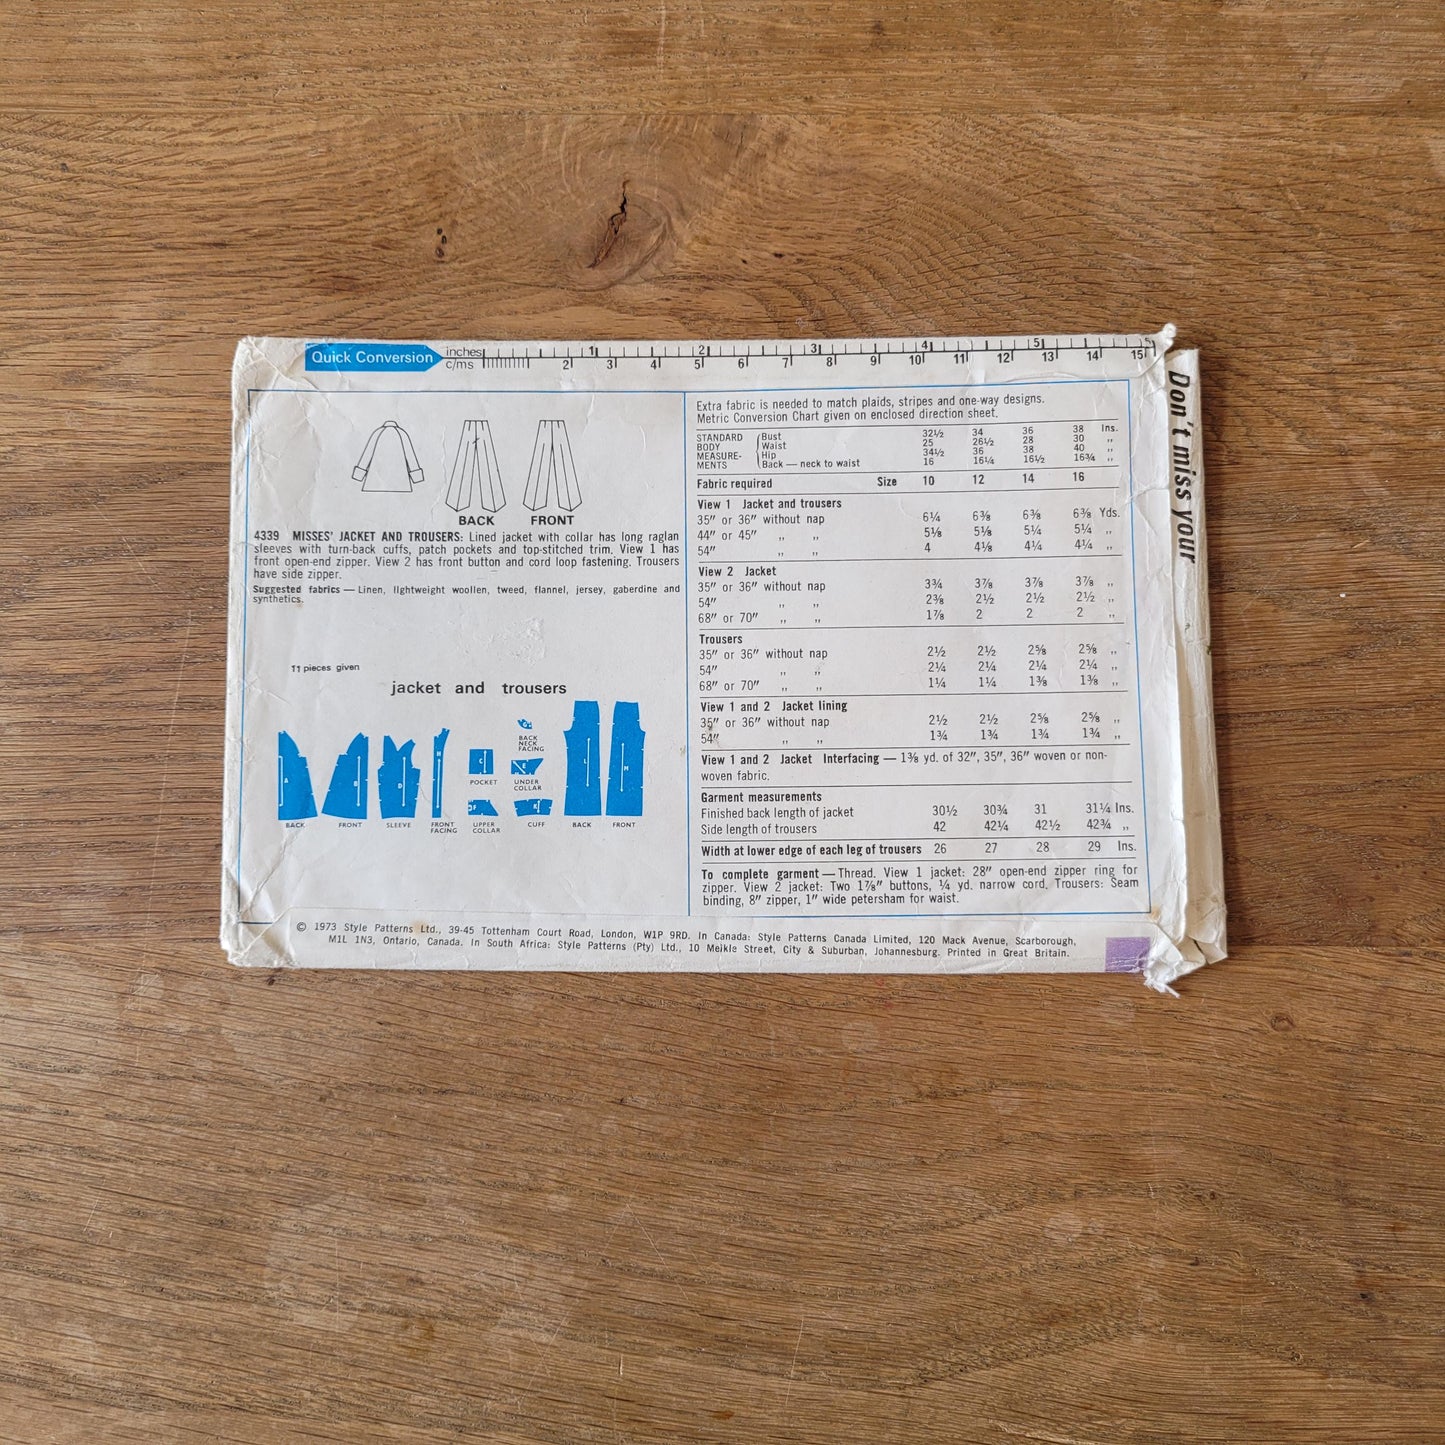 Quick Conversion inches 1 2 3 4 5
c/ms 2 3 4 5 6 7 8 9 10 11 12 13 14 15
Don't miss your
BACK FRONT
4339 MISSES' JACKET AND TROUSERS: Lined jacket with collar has long raglan
sleeves with turn-back cuffs, patch pockets and top-stitched trim. View 1 has
front open-end zipper. View 2 has front button and cord loop fastening. Trousers
have side zipper.
Suggested fabrics — Linen, lightweight woollen, tweed, flannel, jersey, gaberdine and
synthetics.
11 pieces given
jacket and trousers
A
B
D
H
C
E
F
K
L
M
BACK
NECK
FACING
POCKET
UNDER
COLLAR
BACK
FRONT
SLEEVE
FRONT
FACING
UPPER
COLLAR
CUFF
BACK
FRONT
Extra fabric is needed to match plaids, stripes and one-way designs.
Metric Conversion Chart given on enclosed direction sheet.
STANDARD BODY MEASURE-MENTS
Bust 32½ 34 36 38 Ins.
Waist 25 26½ 28 30 ,,
Hip 34½ 36 38 40 ,,
Back — neck to waist 16 16¼ 16½ 16¾ ,,
Fabric required Size 10 12 14 16
View 1 Jacket and trousers
35" or 36" without nap 6¼ 6⅜ 6⅜ 6⅜ Yds.
44" or 45" ,, ,, 5⅛ 5⅛ 5¼ 5¼ ,,
54" ,, ,, 4 4⅛ 4¼ 4¼ ,,
View 2 Jacket
35" or 36" without nap 3¾ 3⅞ 3⅞ 3⅞ ,,
54" ,, ,, 2⅜ 2½ 2½ 2½ ,,
68" or 70" ,, ,, 1⅞ 2 2 2 ,,
Trousers
35" or 36" without nap 2½ 2½ 2⅝ 2⅝ ,,
54" ,, ,, 2¼ 2¼ 2¼ 2¼ ,,
68" or 70" ,, ,, 1¼ 1¼ 1⅜ 1⅜ ,,
View 1 and 2 Jacket lining
35" or 36" without nap 2½ 2½ 2⅝ 2⅝ ,,
54" ,, ,, 1¾ 1¾ 1¾ 1¾ ,,
View 1 and 2 Jacket Interfacing — 1⅜ yd. of 32", 35", 36" woven or non-
woven fabric.
Garment measurements
Finished back length of jacket 30½ 30¾ 31 31¼ Ins.
Side length of trousers 42 42¼ 42½ 42¾ ,,
Width at lower edge of each leg of trousers 26 27 28 29 Ins.
To complete garment — Thread. View 1 jacket: 28" open-end zipper ring for
zipper. View 2 jacket: Two 1⅞" buttons, ¼ yd. narrow cord. Trousers: Seam
binding, 8" zipper, 1" wide petersham for waist.
© 1973 Style Patterns Ltd., 39-45 Tottenham Court Road, London, W1P 9RD. In Canada: Style Patterns Canada Limited, 120 Mack Avenue, Scarborough,
M1L 1N3, Ontario, Canada. In South Africa: Style Patterns (Pty) Ltd., 10 Meikle Street, City & Suburban, Johannesburg. Printed in Great Britain.